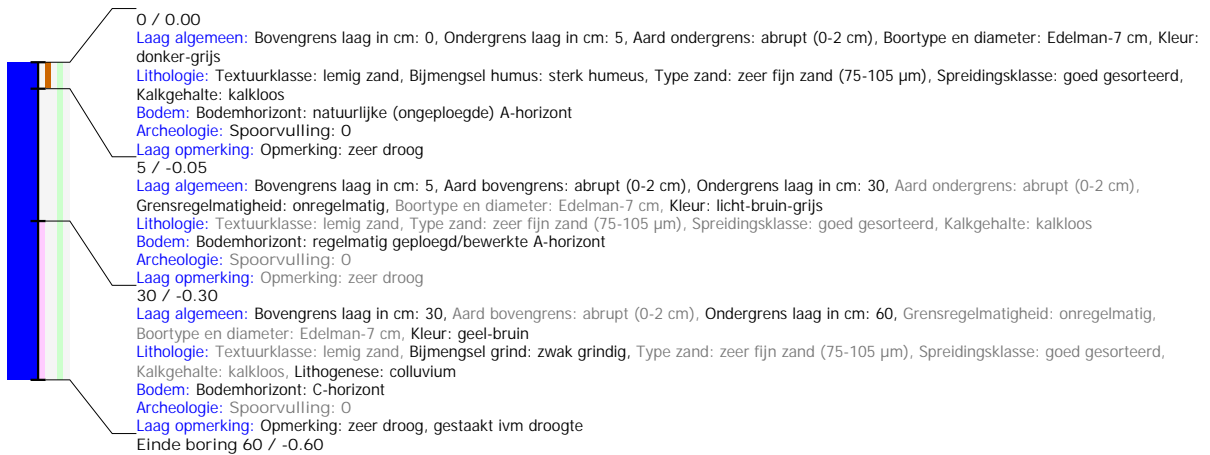 0 / 0.00
Laag algemeen: Bovengrens laag in cm: 0, Ondergrens laag in cm: 5, Aard ondergrens: abrupt (0-2 cm), Boortype en diameter: Edelman-7 cm, Kleur:
donker-grijs
Lithologie: Textuurklasse: lemig zand, Bijmengsel humus: sterk humeus, Type zand: zeer fijn zand (75-105 µm), Spreidingsklasse: goed gesorteerd,
Kalkgehalte: kalkloos
Bodem: Bodemhorizont: natuurlijke (ongeploegde) A-horizont
Archeologie: Spoorvulling: 0
Laag opmerking: Opmerking: zeer droog
5 / -0.05
Laag algemeen: Bovengrens laag in cm: 5, Aard bovengrens: abrupt (0-2 cm), Ondergrens laag in cm: 30, Aard ondergrens: abrupt (0-2 cm),
Grensregelmatigheid: onregelmatig, Boortype en diameter: Edelman-7 cm, Kleur: licht-bruin-grijs
Lithologie: Textuurklasse: lemig zand, Type zand: zeer fijn zand (75-105 µm), Spreidingsklasse: goed gesorteerd, Kalkgehalte: kalkloos
Bodem: Bodemhorizont: regelmatig geploegd/bewerkte A-horizont
Archeologie: Spoorvulling: 0
Laag opmerking: Opmerking: zeer droog
30 / -0.30
Laag algemeen: Bovengrens laag in cm: 30, Aard bovengrens: abrupt (0-2 cm), Ondergrens laag in cm: 60, Grensregelmatigheid: onregelmatig,
Boortype en diameter: Edelman-7 cm, Kleur: geel-bruin
Lithologie: Textuurklasse: lemig zand, Bijmengsel grind: zwak grindig, Type zand: zeer fijn zand (75-105 µm), Spreidingsklasse: goed gesorteerd,
Kalkgehalte: kalkloos, Lithogenese: colluvium
Bodem: Bodemhorizont: C-horizont
Archeologie: Spoorvulling: 0
Laag opmerking: Opmerking: zeer droog, gestaakt ivm droogte
Einde boring 60 / -0.60